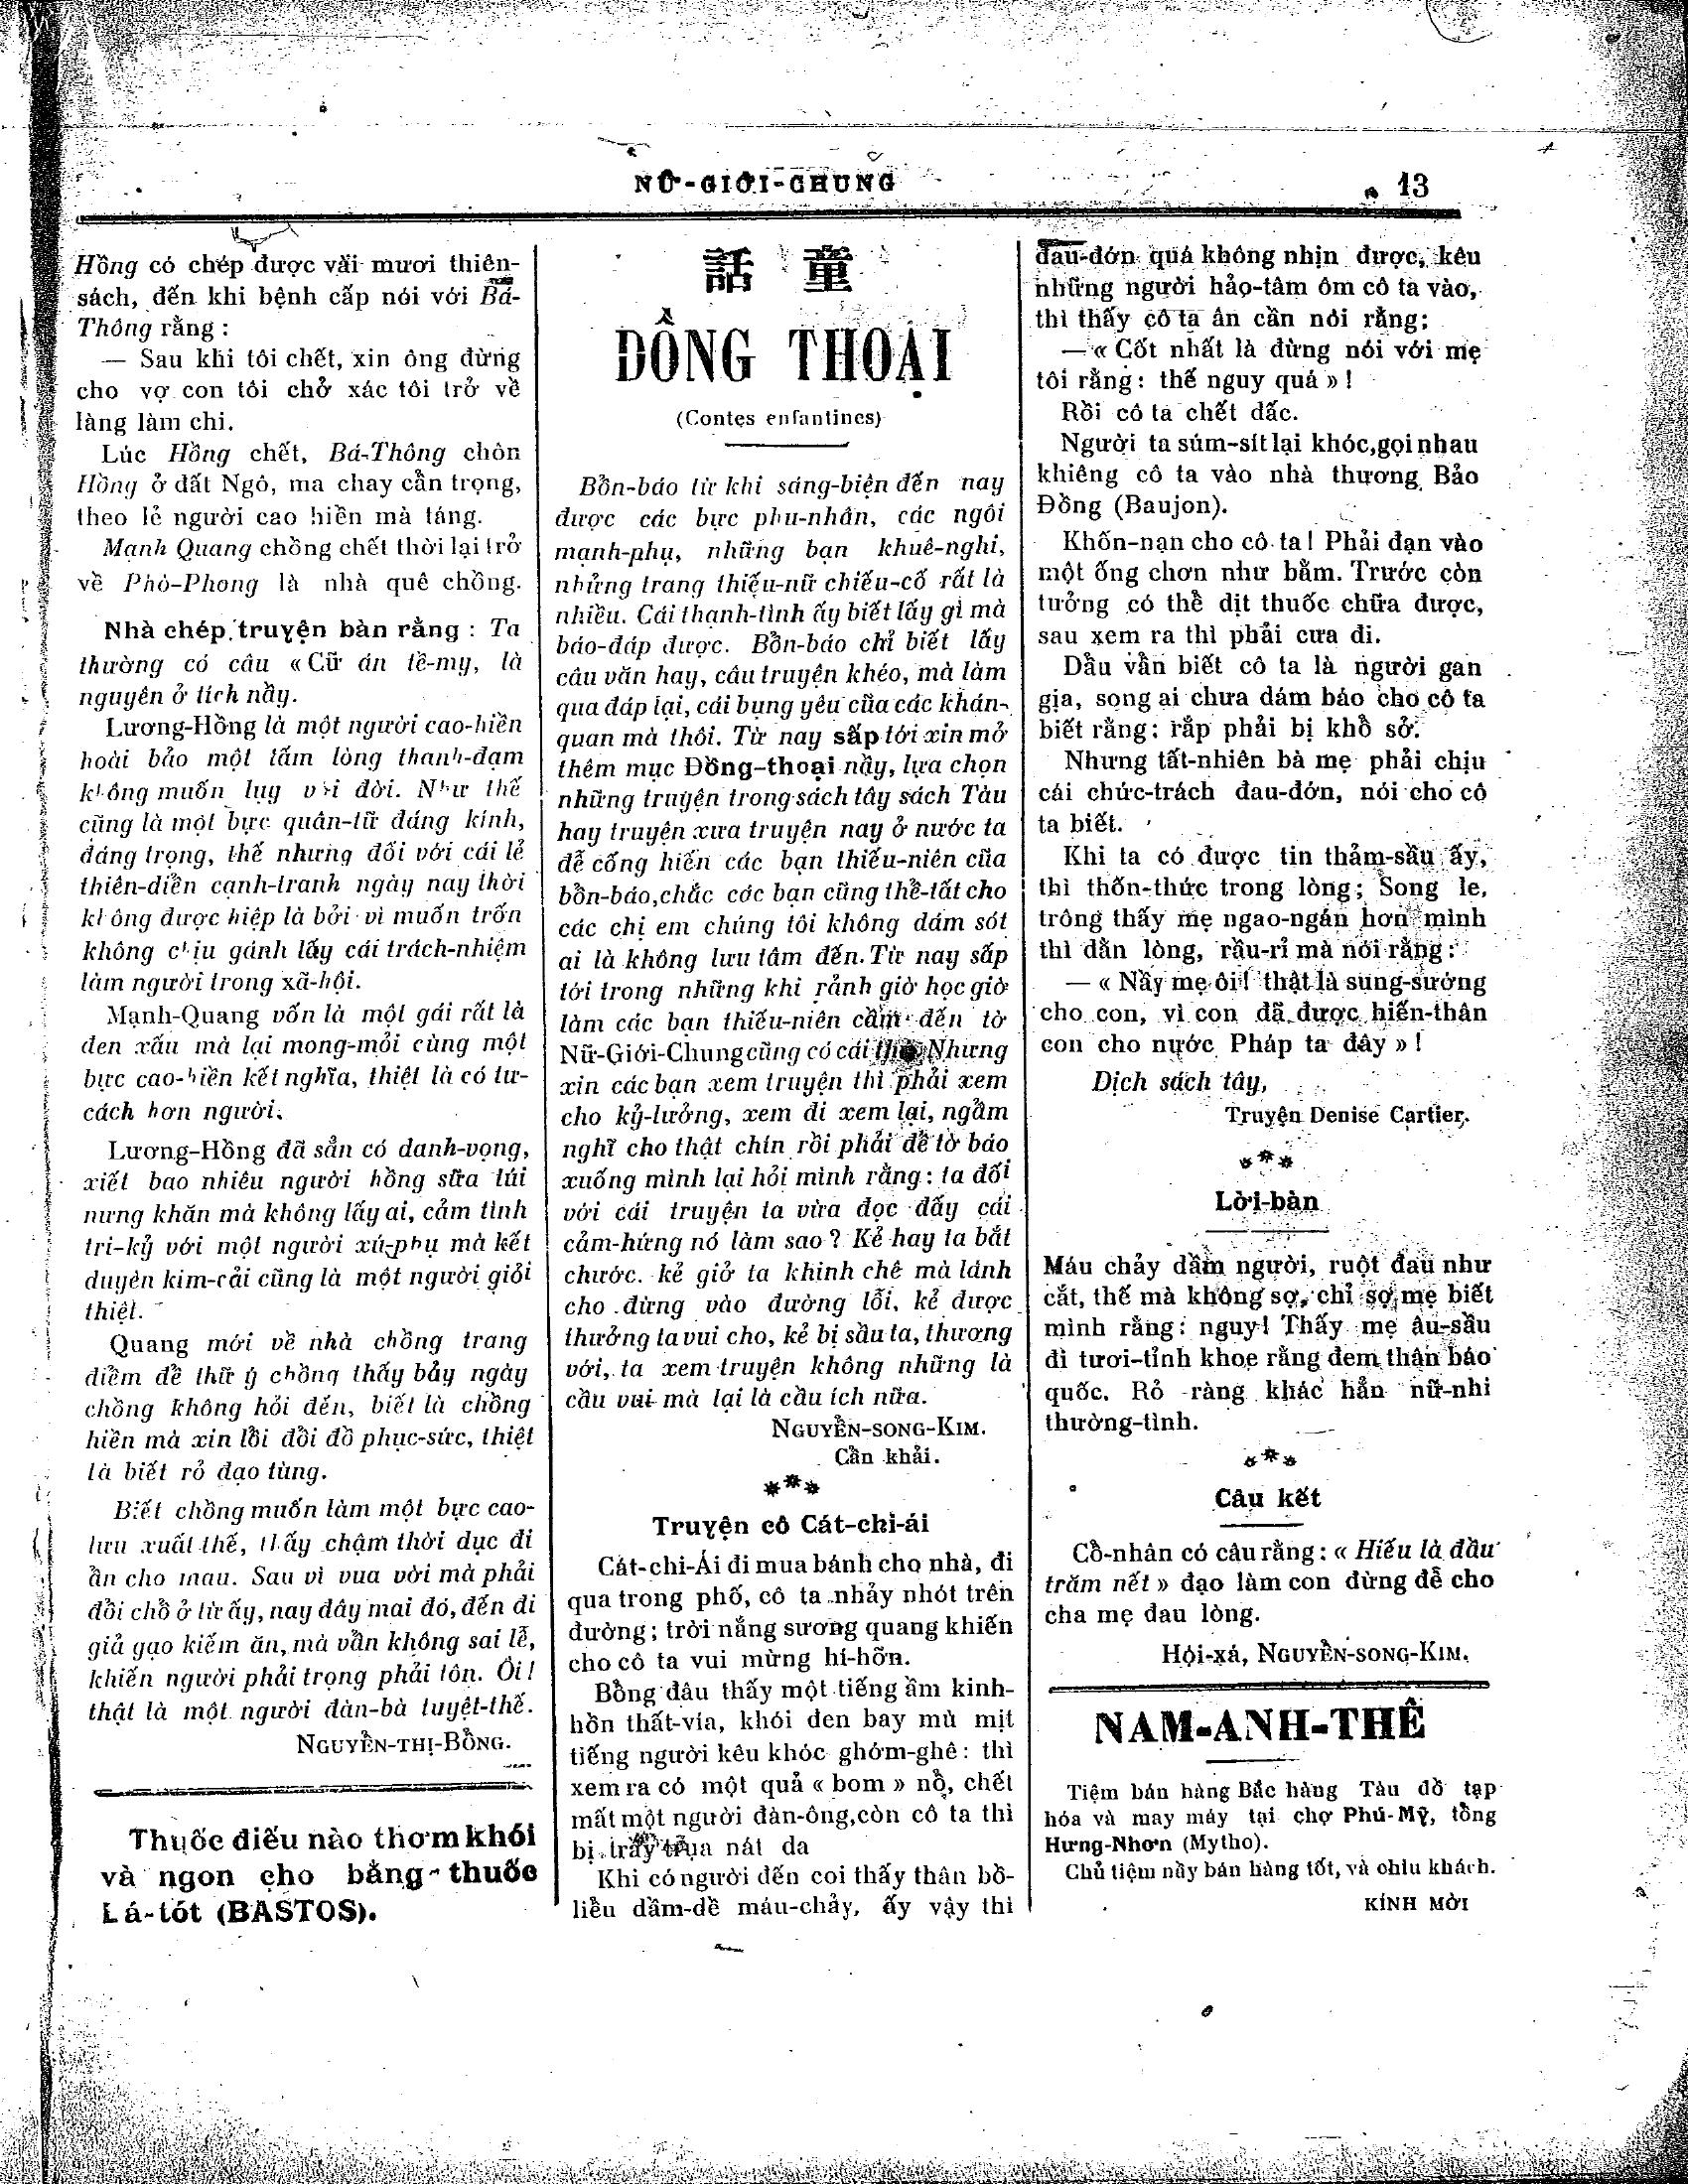 NỮ-GIỚI-CHUNG
13
Hồng có chép được vài mươi thiên-
sách, đến khi bệnh cấp nói với Bá-
Thông rằng :
— Sau khi tôi chết, xin ông đừng
cho vợ con tôi chở xác tôi trở về
làng làm chi.
Lúc Hồng chết, Bá-Thông chôn
Hồng ở đất Ngô, ma chay cẩn trọng,
theo lẻ người cao hiền mà táng.
Mạnh Quang chồng chết thời lại trở
về Phò-Phong là nhà quê chồng.
Nhà chép truyện bàn rằng : Ta
thường có câu « Cữ án tề-my, là
nguyên ở tích nầy.
Lương-Hồng là một người cao-hiền
hoài bảo một tấm lòng thanh-đạm
không muốn lụy với đời. Như thế
cũng là một bực quân-tữ đáng kính,
đáng trọng, thế nhưng đối với cái lẻ
thiên-diễn cạnh-tranh ngày nay thời
không được hiệp là bởi vì muốn trốn
không chịu gánh lấy cái trách-nhiệm
làm người trong xã-hội.
Mạnh-Quang vốn là một gái rất là
đen xấu mà lại mong-mỏi cùng một
bực cao-hiền kết nghĩa, thiệt là có tư-
cách hơn người.
Lương-Hồng đã sẳn có danh-vọng,
xiết bao nhiêu người hồng sữa túi
nưng khăn mà không lấy ai, cảm tình
tri-kỷ với một người xú-phụ mà kết
duyên kim-cải cũng là một người giỏi
thiệt.
Quang mới về nhà chồng trang
điểm để thữ ý chồng thấy bảy ngày
chồng không hỏi đến, biết là chồng
hiền mà xin lỗi đổi đồ phục-sức, thiệt
là biết rỏ đạo tùng.
Biết chồng muốn làm một bực cao-
lưu xuất thế, thấy chậm thời dục đi
ẩn cho mau. Sau vì vua vời mà phải
đổi chổ ở từ ấy, nay đây mai đó, đến đi
giả gạo kiếm ăn, mà vẫn không sai lễ,
khiến người phải trọng phải tôn. Ôi!
thật là một người đàn-bà tuyệt-thế.
NGUYỄN-THỊ-BỒNG.
Thuốc điếu nào thơm khói
và ngon cho bằng thuốc
Lá-tót (BASTOS).
話 童
ĐỒNG THOẠI
(Contes enfantines)
Bổn-báo từ khi sáng-biện đến nay
được các bực phu-nhân, các ngôi
mạnh-phụ, những bạn khuê-nghi,
những trang thiếu-nữ chiếu-cố rất là
nhiều. Cái thạnh-tình ấy biết lấy gì mà
báo-đáp được. Bổn-báo chỉ biết lấy
câu văn hay, câu truyện khéo, mà làm
qua đáp lại, cái bụng yêu cũa các khán-
quan mà thôi. Từ nay sấp tới xin mở
thêm mục Đồng-thoại nầy, lựa chọn
những truyện trong sách tây sách Tàu
hay truyện xưa truyện nay ở nước ta
để cống hiến các bạn thiếu-niên cũa
bổn-báo, chắc cóc bạn cũng thể-tất cho
các chị em chúng tôi không dám sót
ai là không lưu tâm đến. Từ nay sấp
tới trong những khi rảnh giờ học giờ
làm các bạn thiếu-niên cầm đến tờ
Nữ-Giới-Chung cũng có cái Nhưng
xin các bạn xem truyện thì phải xem
cho kỷ-lưởng, xem đi xem lại, ngẩm
nghĩ cho thật chín rồi phải để tờ báo
xuống mình lại hỏi mình rằng : ta đối
với cái truyện ta vừa đọc đấy cái
cảm-hứng nó làm sao ? Kẻ hay ta bắt
chước. kẻ giở ta khinh chê mà lánh
cho đừng vào đường lỗi, kẻ được
thưởng ta vui cho, kẻ bị sầu ta, thương
với, ta xem truyện không những là
cầu vui mà lại là cầu ích nữa.
NGUYỄN-SONG-KIM.
Cẩn khải.
***
Truyện cô Cát-chi-ái
Cát-chi-Ái đi mua bánh cho nhà, đi
qua trong phố, cô ta nhảy nhót trên
đường ; trời nắng sương quang khiến
cho cô ta vui mừng hí-hỡn.
Bổng đâu thấy một tiếng ầm kinh-
hồn thất-vía, khói đen bay mù mịt
tiếng người kêu khóc ghớm-ghê : thì
xem ra có một quả « bom » nổ, chết
mất một người đàn-ông, còn cô ta thì
bị trầy nát da
Khi có người đến coi thấy thân bồ-
liễu dầm-dề máu-chảy, ấy vậy thì
đau-đớn quá không nhịn được, kêu
những người hảo-tâm ôm cô ta vào,
thì thấy cô ta ân cần nói rằng;
— « Cốt nhất là đừng nói với mẹ
tôi rằng : thế nguy quá » !
Rồi cô ta chết đấc.
Người ta súm-sít lại khóc, gọi nhau
khiêng cô ta vào nhà thương Bảo
Đồng (Baujon).
Khốn-nạn cho cô ta ! Phải đạn vào
một ống chơn như bằm. Trước còn
tưởng có thể dịt thuốc chữa được,
sau xem ra thì phải cưa đi.
Dầu vẫn biết cô ta là người gan
gịa, song ai chưa dám báo cho cô ta
biết rằng : rắp phải bị khổ sở.
Nhưng tất-nhiên bà mẹ phải chịu
cái chức-trách đau-đớn, nói cho cô
ta biết.
Khi ta có được tin thảm-sầu ấy,
thì thốn-thức trong lòng ; Song le,
trông thấy mẹ ngao-ngán hơn mình
thì dằn lòng, rầu-rỉ mà nói rằng :
— « Nầy mẹ ôi ! thật là sung-sướng
cho con, vì con đã được hiến-thân
con cho nước Pháp ta đây » !
Dịch sách tây,
Truyện Denise Cartier.
***
Lời-bàn
Máu chảy dầm người, ruột đau như
cắt, thế mà không sợ, chỉ sợ mẹ biết
mình rằng : nguy ! Thấy mẹ âu-sầu
đi tươi-tỉnh khoe rằng đem thân báo
quốc. Rỏ ràng khác hẳn nữ-nhi
thường-tình.
***
Câu kết
Cổ-nhân có câu rằng : « Hiếu là đầu
trăm nết » đạo làm con đừng để cho
cha mẹ đau lòng.
Hội-xá, NGUYỄN-SONG-KIM.
NAM-ANH-THÊ
Tiệm bán hàng Bắc hàng Tàu đồ tạp
hóa và may máy tại chợ Phú-Mỹ, tổng
Hưng-Nhơn (Mytho).
Chủ tiệm nầy bán hàng tốt, và chìu khách.
KÍNH MỜI